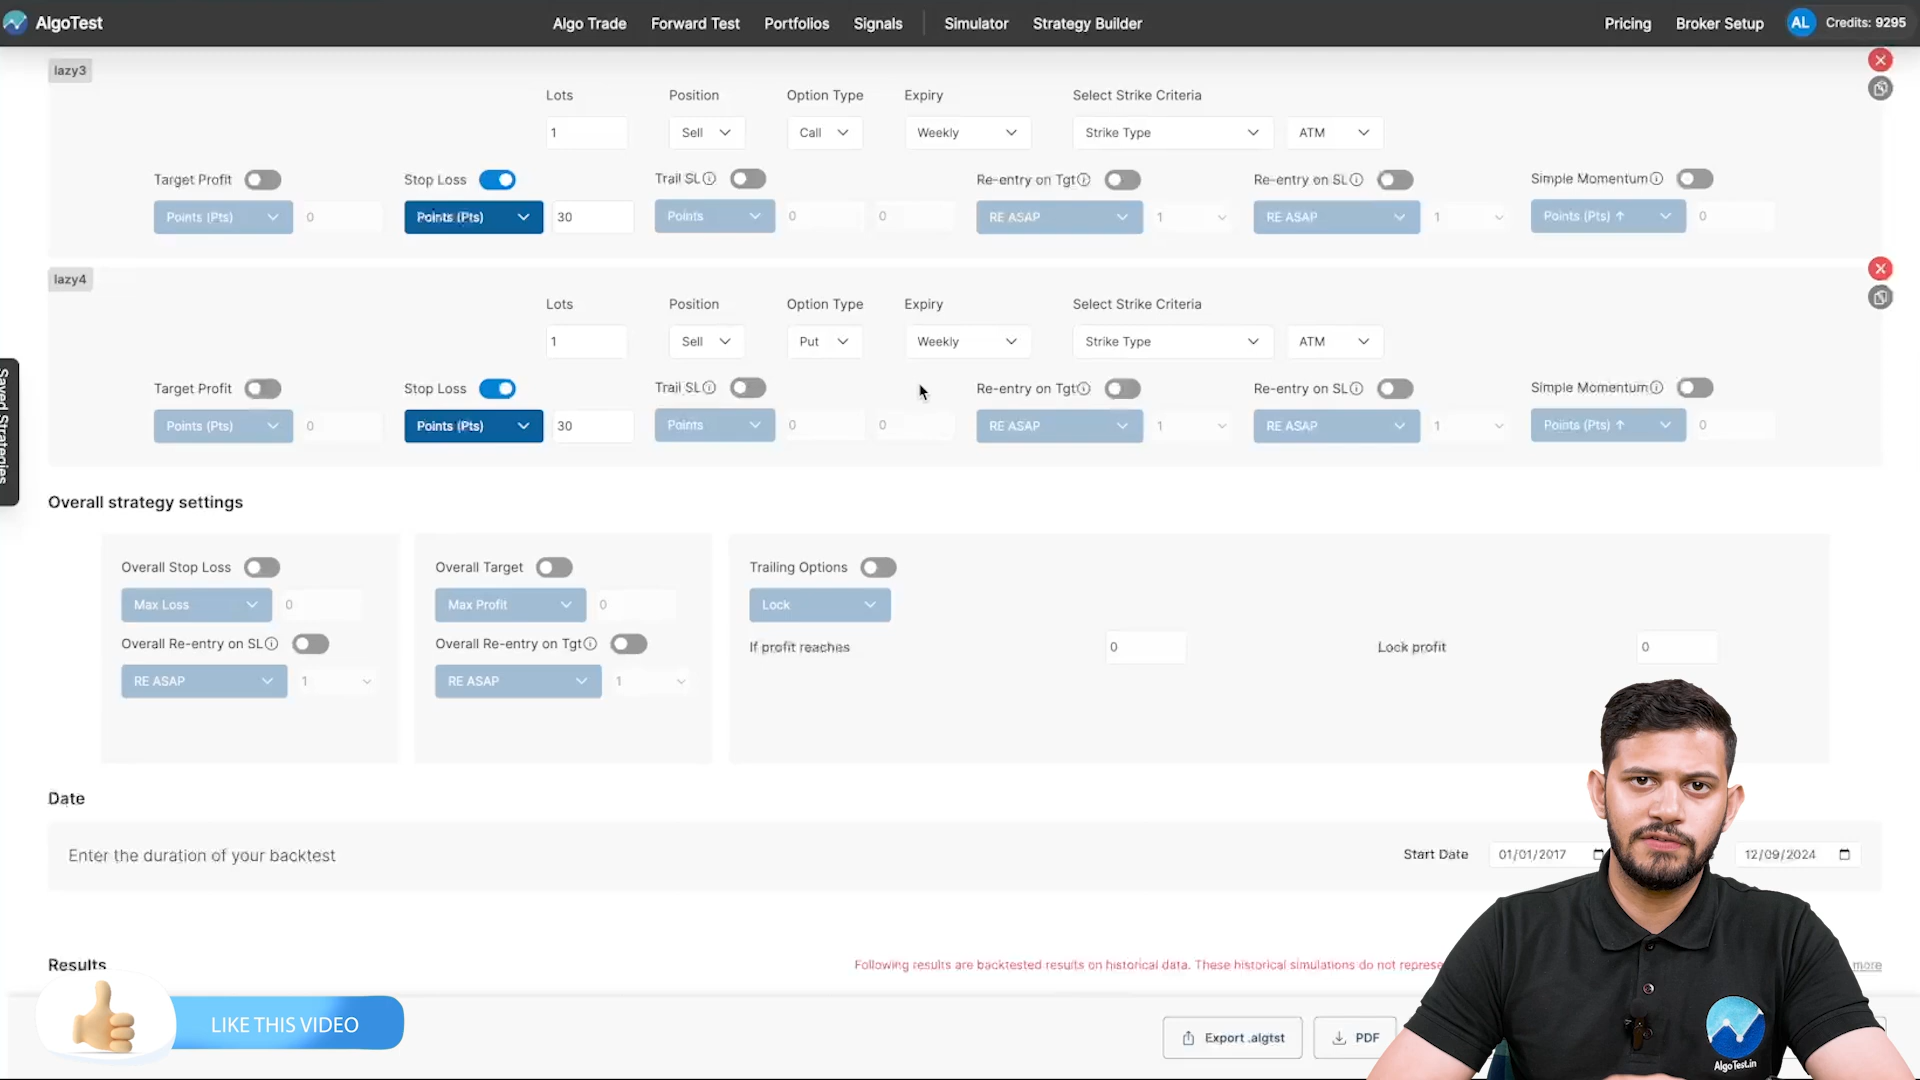 AlgoTest Algo Trade Forward Test Portfolios Signals Simulator Strategy Builder Pricing Broker Setup AL Credits: 9295
lazy3
Lots Position Option Type Expiry Select Strike Criteria
1 Sell Call Weekly Strike Type ATM
Target Profit Stop Loss Trail SL Re-entry on Tgt Re-entry on SL Simple Momentum
Points (Pts) 0 Points (Pts) 30 Points 0 0 RE ASAP 1 RE ASAP 1 Points (Pts) ↑ 0
lazy4
Lots Position Option Type Expiry Select Strike Criteria
1 Sell Put Weekly Strike Type ATM
Saved Strategies
Target Profit Stop Loss Trail SL Re-entry on Tgt Re-entry on SL Simple Momentum
Points (Pts) 0 Points (Pts) 30 Points 0 0 RE ASAP 1 RE ASAP 1 Points (Pts) ↑ 0
Overall strategy settings
Overall Stop Loss Overall Target Trailing Options
Max Loss 0 Max Profit 0 Lock
Overall Re-entry on SL Overall Re-entry on Tgt If profit reaches 0 Lock profit 0
RE ASAP 1 RE ASAP 1
Date
Enter the duration of your backtest Start Date 01/01/2017 12/09/2024
Results Following results are backtested results on historical data. These historical simulations do not more
LIKE THIS VIDEO
Export .algtst PDF
AlgoTest.in